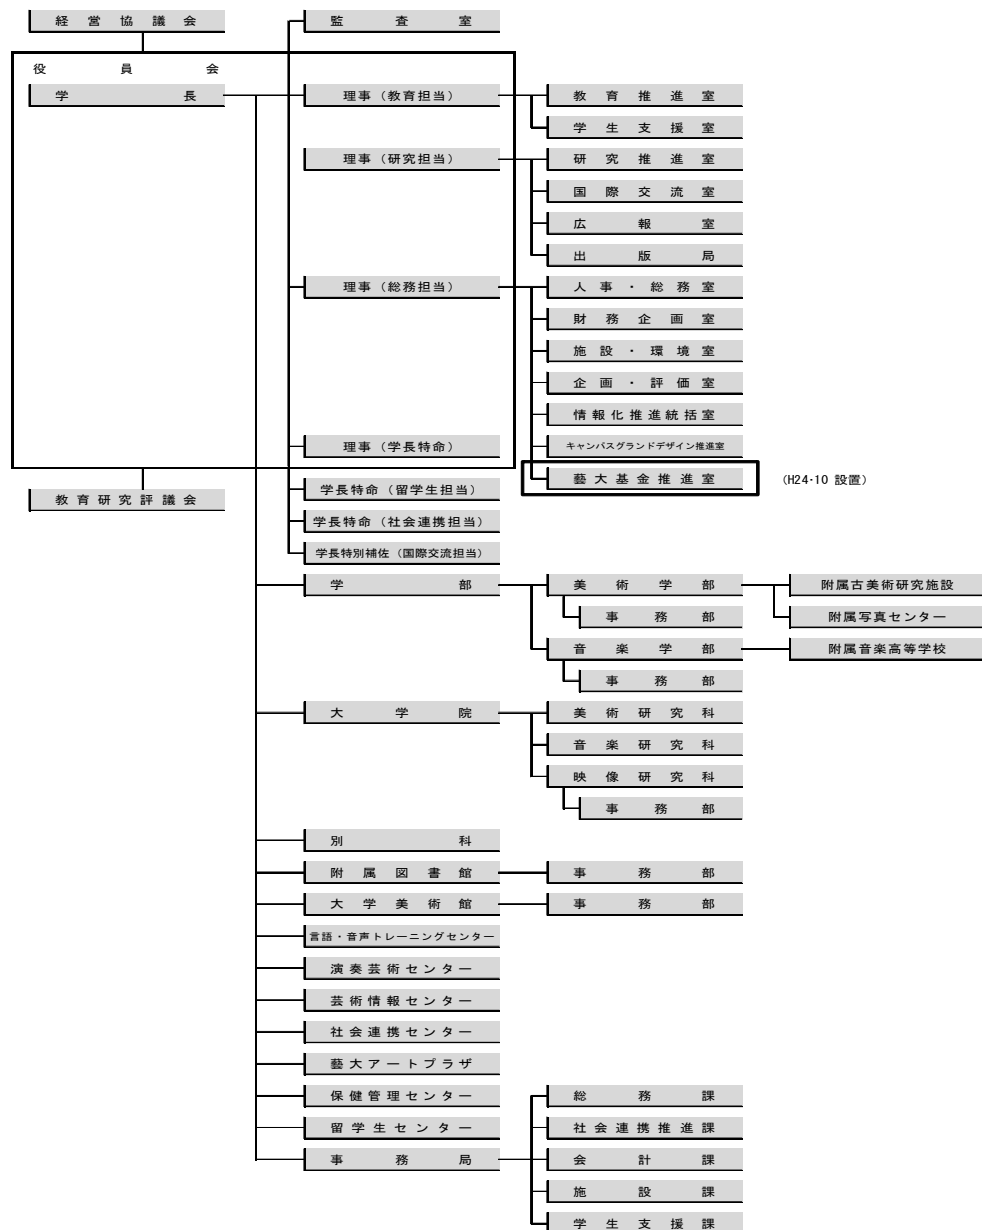 経営協議会
監査室
役員会
学長
理事（教育担当）
教育推進室
学生支援室
理事（研究担当）
研究推進室
国際交流室
広報室
出版局
理事（総務担当）
人事・総務室
財務企画室
施設・環境室
企画・評価室
情報化推進統括室
理事（学長特命）
キャンパスグランドデザイン推進室
藝大基金推進室
（H24・10 設置）
教育研究評議会
学長特命（留学生担当）
学長特命（社会連携担当）
学長特別補佐（国際交流担当）
学部
美術学部
附属古美術研究施設
事務部
附属写真センター
音楽学部
附属音楽高等学校
事務部
大学院
美術研究科
音楽研究科
映像研究科
事務部
別科
附属図書館
事務部
大学美術館
事務部
言語・音声トレーニングセンター
演奏芸術センター
芸術情報センター
社会連携センター
藝大アートプラザ
保健管理センター
総務課
留学生センター
社会連携推進課
事務局
会計課
施設課
学生支援課